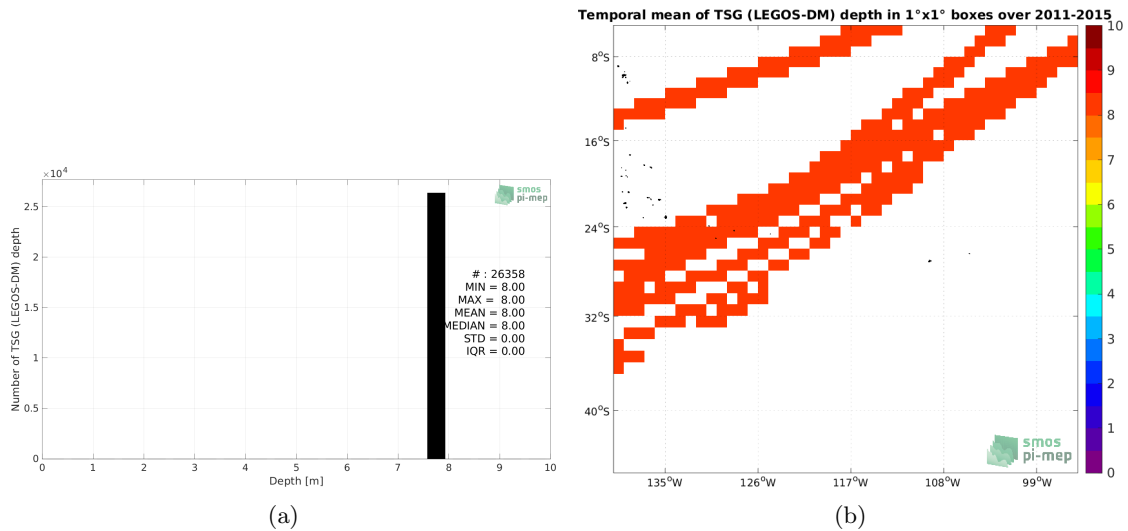 Temporal mean of TSG (LEGOS-DM) depth in 1°x1° boxes over 2011-2015
×10⁴
smos
pi-mep
2.5
2
1.5
1
0.5
0
Number of TSG (LEGOS-DM) depth
# : 26358
MIN = 8.00
MAX = 8.00
MEAN = 8.00
MEDIAN = 8.00
STD = 0.00
IQR = 0.00
0 1 2 3 4 5 6 7 8 9 10
Depth [m]
(a)
8°S
16°S
24°S
32°S
40°S
135°W 126°W 117°W 108°W 99°W
smos
pi-mep
10
9
8
7
6
5
4
3
2
1
0
(b)